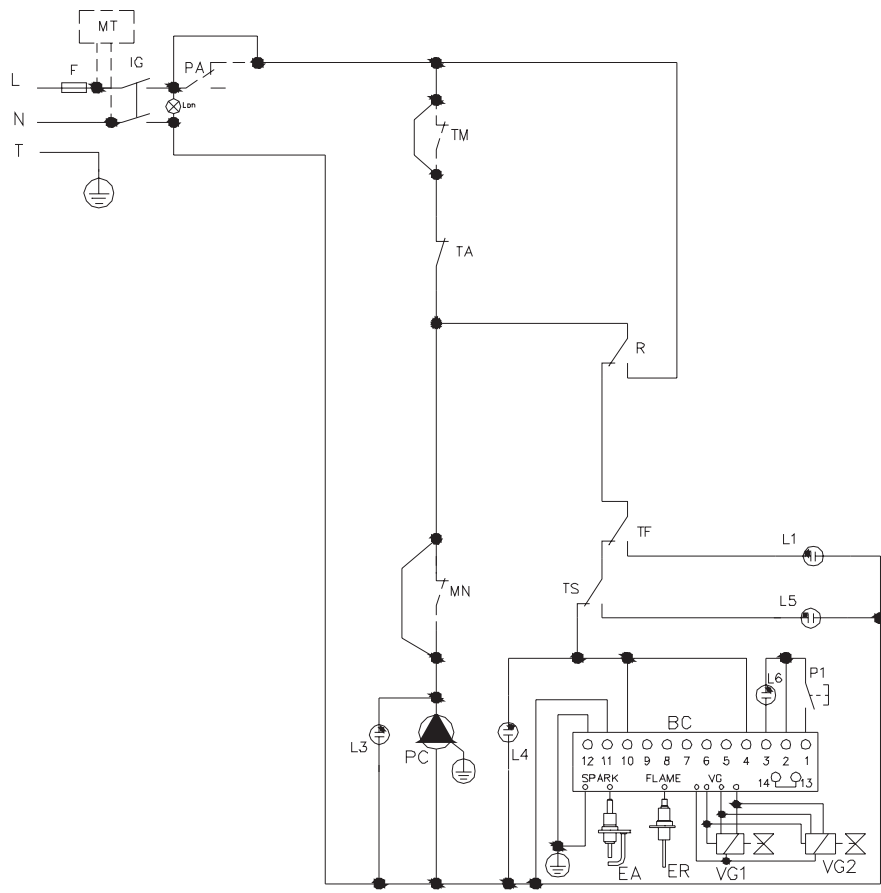 MT
F
IG
PA
L
Lan
N
T
TM
TA
R
TF
L1
TS
MN
L5
L6
P1
BC
L3
PC
L4
12 11 10 9 8 7 6 5 4 3 2 1
SPARK FLAME VG 14 13
EA ER VG1 VG2